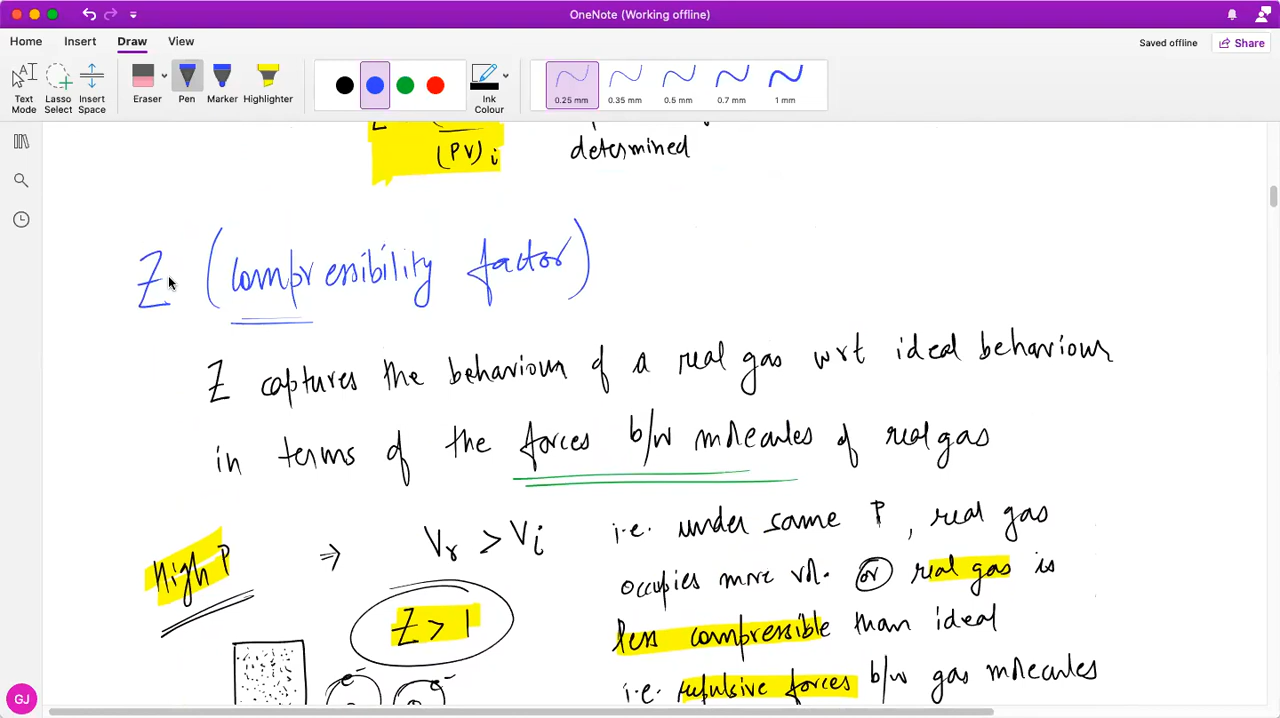 OneNote (Working offline)
Home Insert Draw View
Saved offline
Share
Text Mode
Lasso Select
Insert Space
Eraser
Pen
Marker
Highlighter
Ink Colour
0.25 mm
0.35 mm
0.5 mm
0.7 mm
1 mm
(PV)i
determined
Z (compressibility factor)
Z captures the behaviour of a real gas wrt ideal behaviour
in terms of the forces b/w molecules of real gas
High P ⇒ Vr > Vi
i.e. under same P, real gas
occupies more vol. or real gas is
Z > 1
less compressible than ideal
i.e. repulsive forces b/w gas molecules
e-
e-
GJ